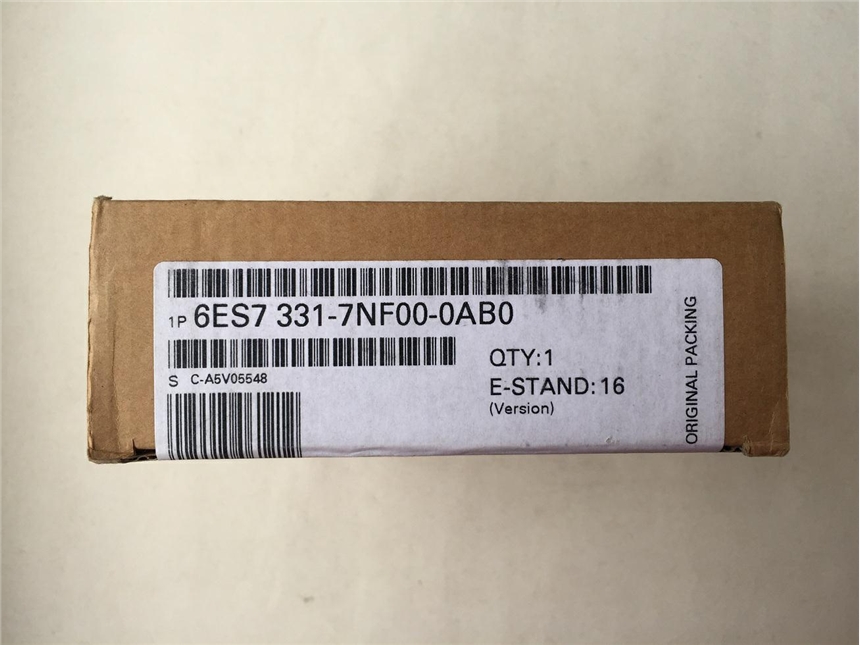 1P 6ES7 331-7NF00-0AB0
S C-A5V05548
QTY:1
E-STAND:16
(Version)
ORIGINAL PACKING